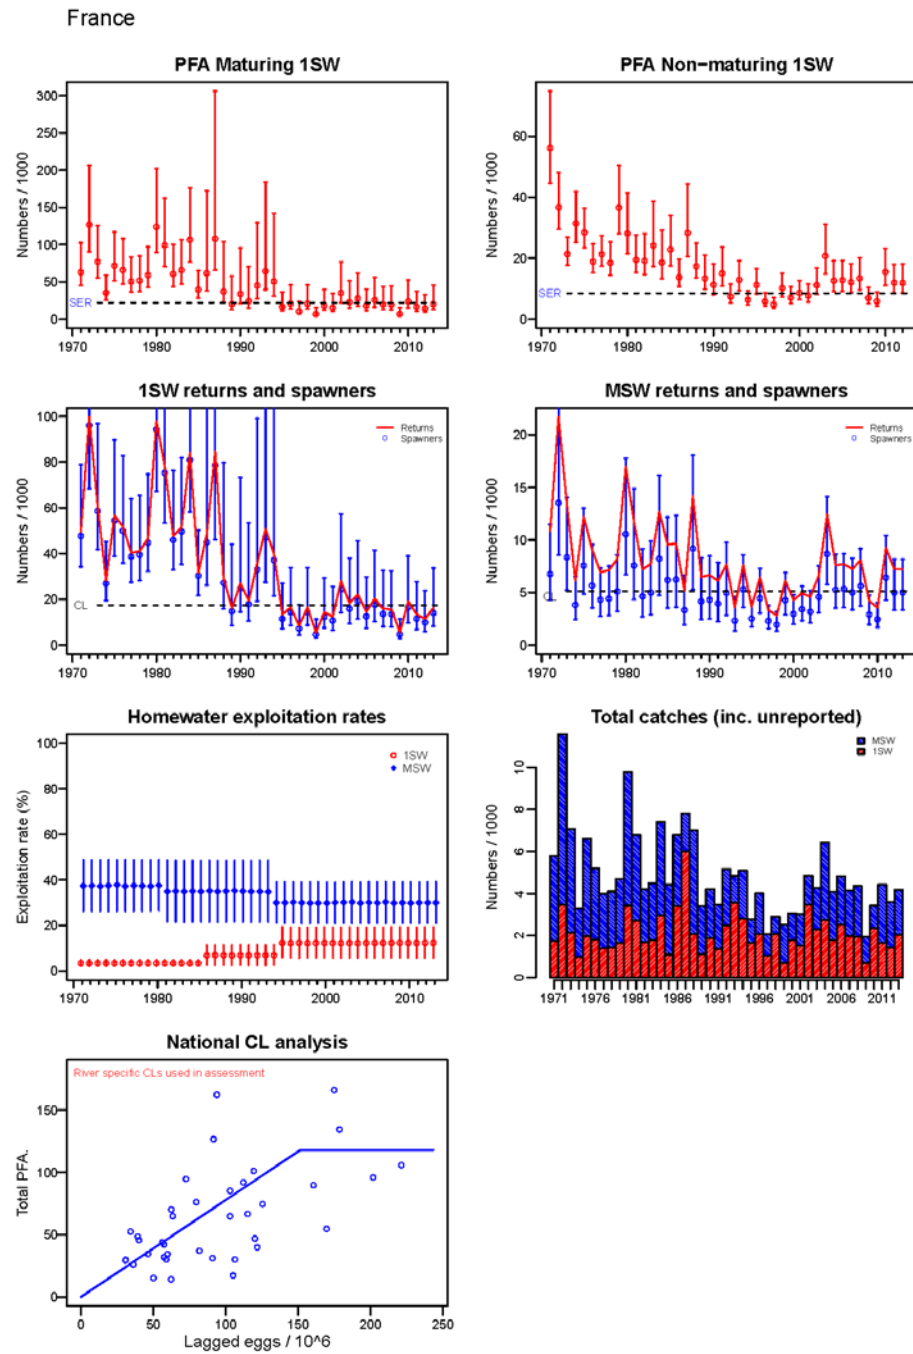 France
PFA Maturing 1SW
Numbers / 1000
300
250
200
150
100
50
0
SER
1970 1980 1990 2000 2010
PFA Non−maturing 1SW
Numbers / 1000
60
40
20
0
SER
1970 1980 1990 2000 2010
1SW returns and spawners
Numbers / 1000
100
80
60
40
20
0
Returns
Spawners
CL
1970 1980 1990 2000 2010
MSW returns and spawners
Numbers / 1000
20
15
10
5
0
Returns
Spawners
1970 1980 1990 2000 2010
Homewater exploitation rates
Exploitation rate (%)
100
80
60
40
20
0
1SW
MSW
1970 1980 1990 2000 2010
Total catches (inc. unreported)
Numbers / 1000
10
8
6
4
2
0
MSW
1SW
1971 1976 1981 1986 1991 1996 2001 2006 2011
National CL analysis
River specific CLs used in assessment
Total PFA.
150
100
50
0
0 50 100 150 200 250
Lagged eggs / 10^6